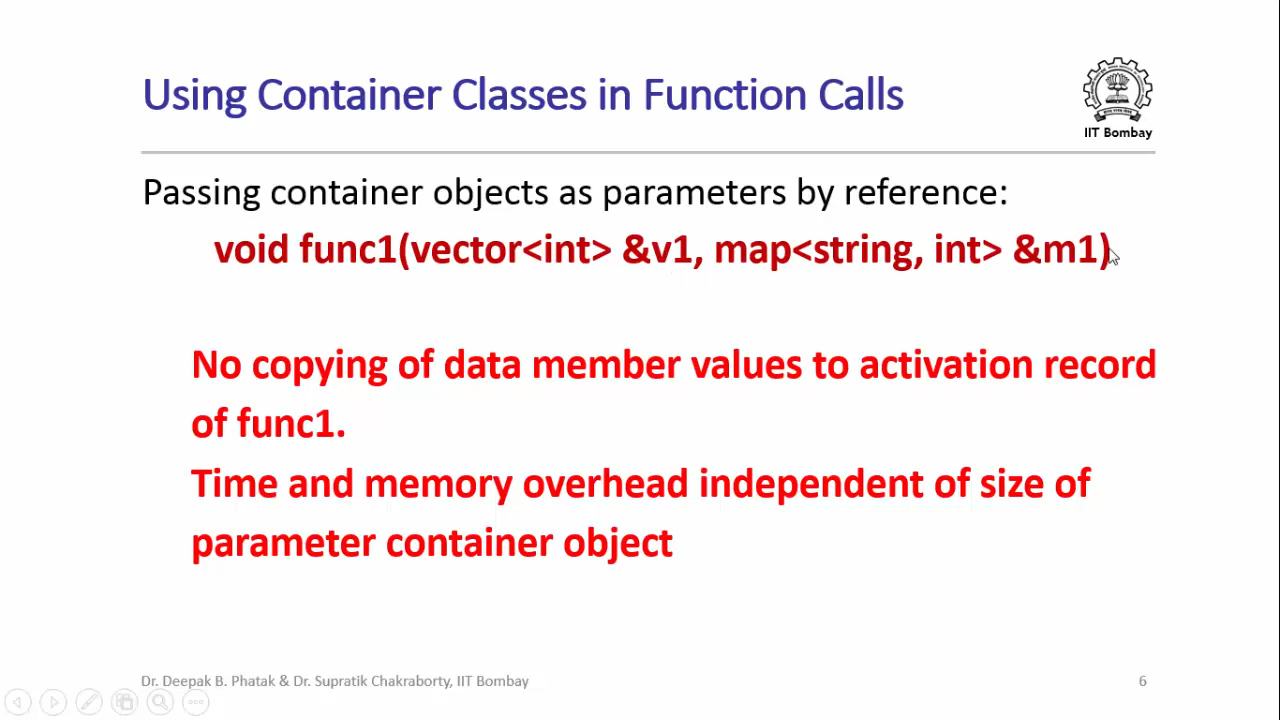 Using Container Classes in Function Calls
IIT Bombay
Passing container objects as parameters by reference:
void func1(vector<int> &v1, map<string, int> &m1)
No copying of data member values to activation record
of func1.
Time and memory overhead independent of size of
parameter container object
Dr. Deepak B. Phatak & Dr. Supratik Chakraborty, IIT Bombay
6